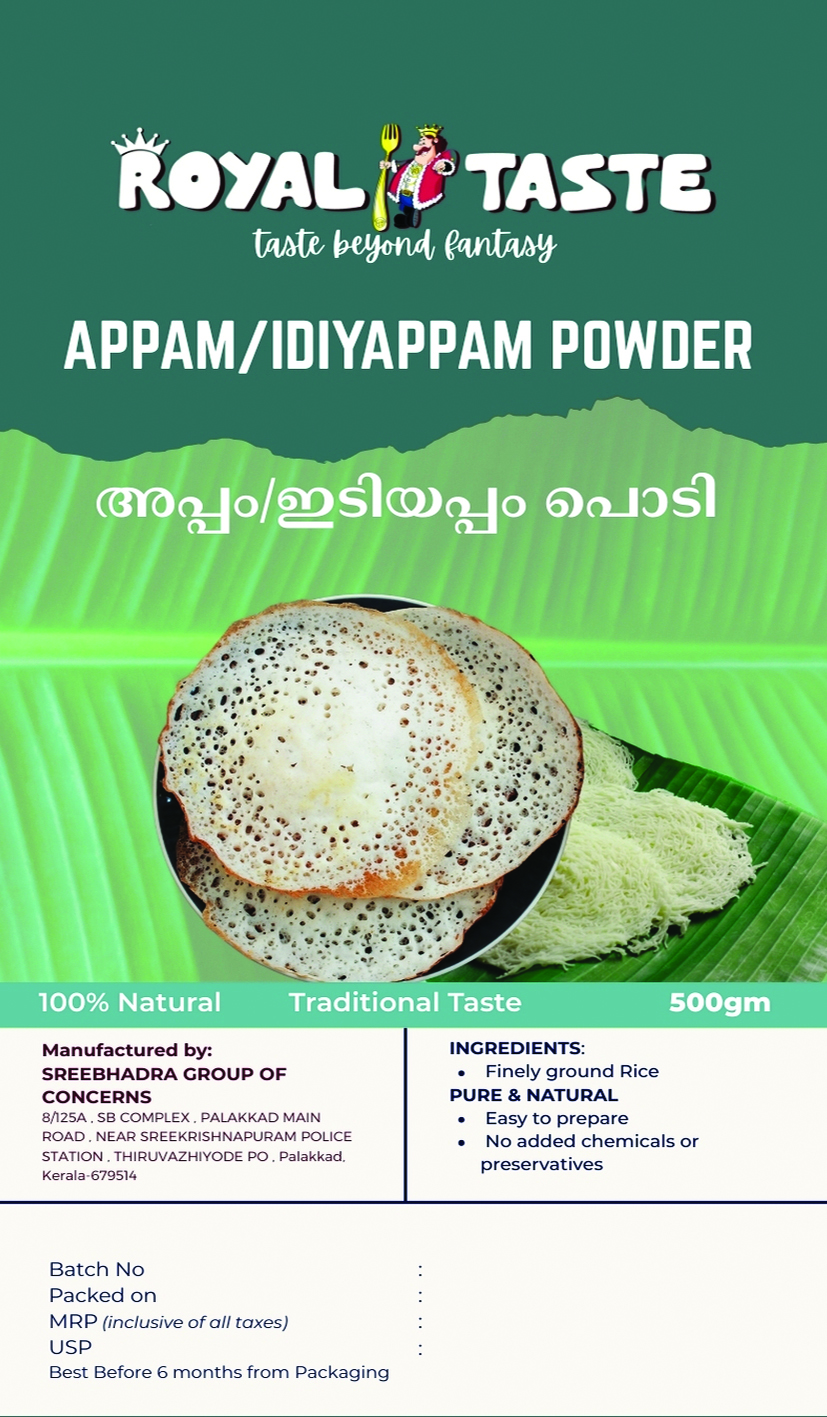 ROYAL TASTE
taste beyond fantasy
APPAM/IDIYAPPAM POWDER
അപ്പം/ഇടിയപ്പം പൊടി
100% Natural Traditional Taste 500gm
Manufactured by:
SREEBHADRA GROUP OF
CONCERNS
8/125A , SB COMPLEX , PALAKKAD MAIN
ROAD , NEAR SREEKRISHNAPURAM POLICE
STATION , THIRUVAZHIYODE PO , Palakkad,
Kerala-679514
INGREDIENTS:
• Finely ground Rice
PURE & NATURAL
• Easy to prepare
• No added chemicals or
preservatives
Batch No :
Packed on :
MRP (inclusive of all taxes) :
USP :
Best Before 6 months from Packaging